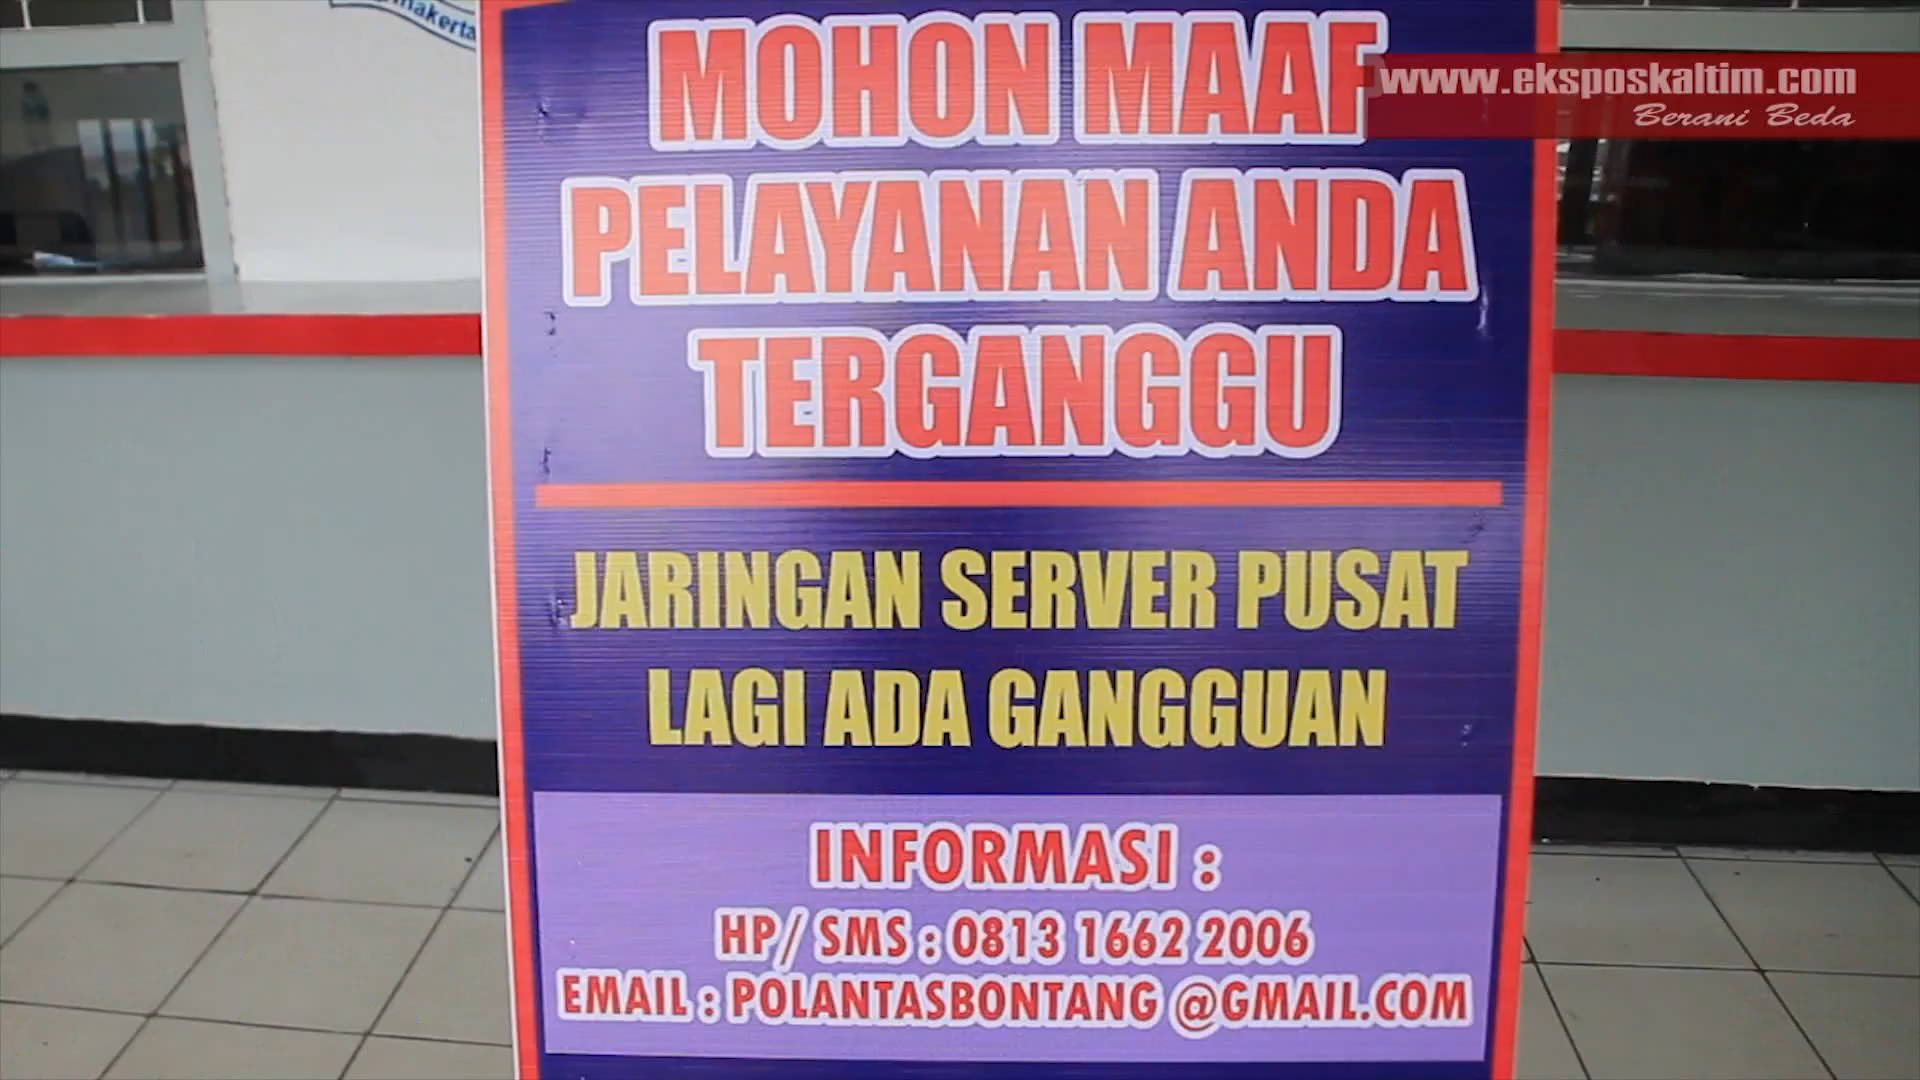 MOHON MAAF
PELAYANAN ANDA
TERGANGGU
JARINGAN SERVER PUSAT
LAGI ADA GANGGUAN
INFORMASI :
HP/ SMS : 0813 1662 2006
EMAIL : POLANTASBONTANG @GMAIL.COM
www.eksposkaltim.com
Berani Beda